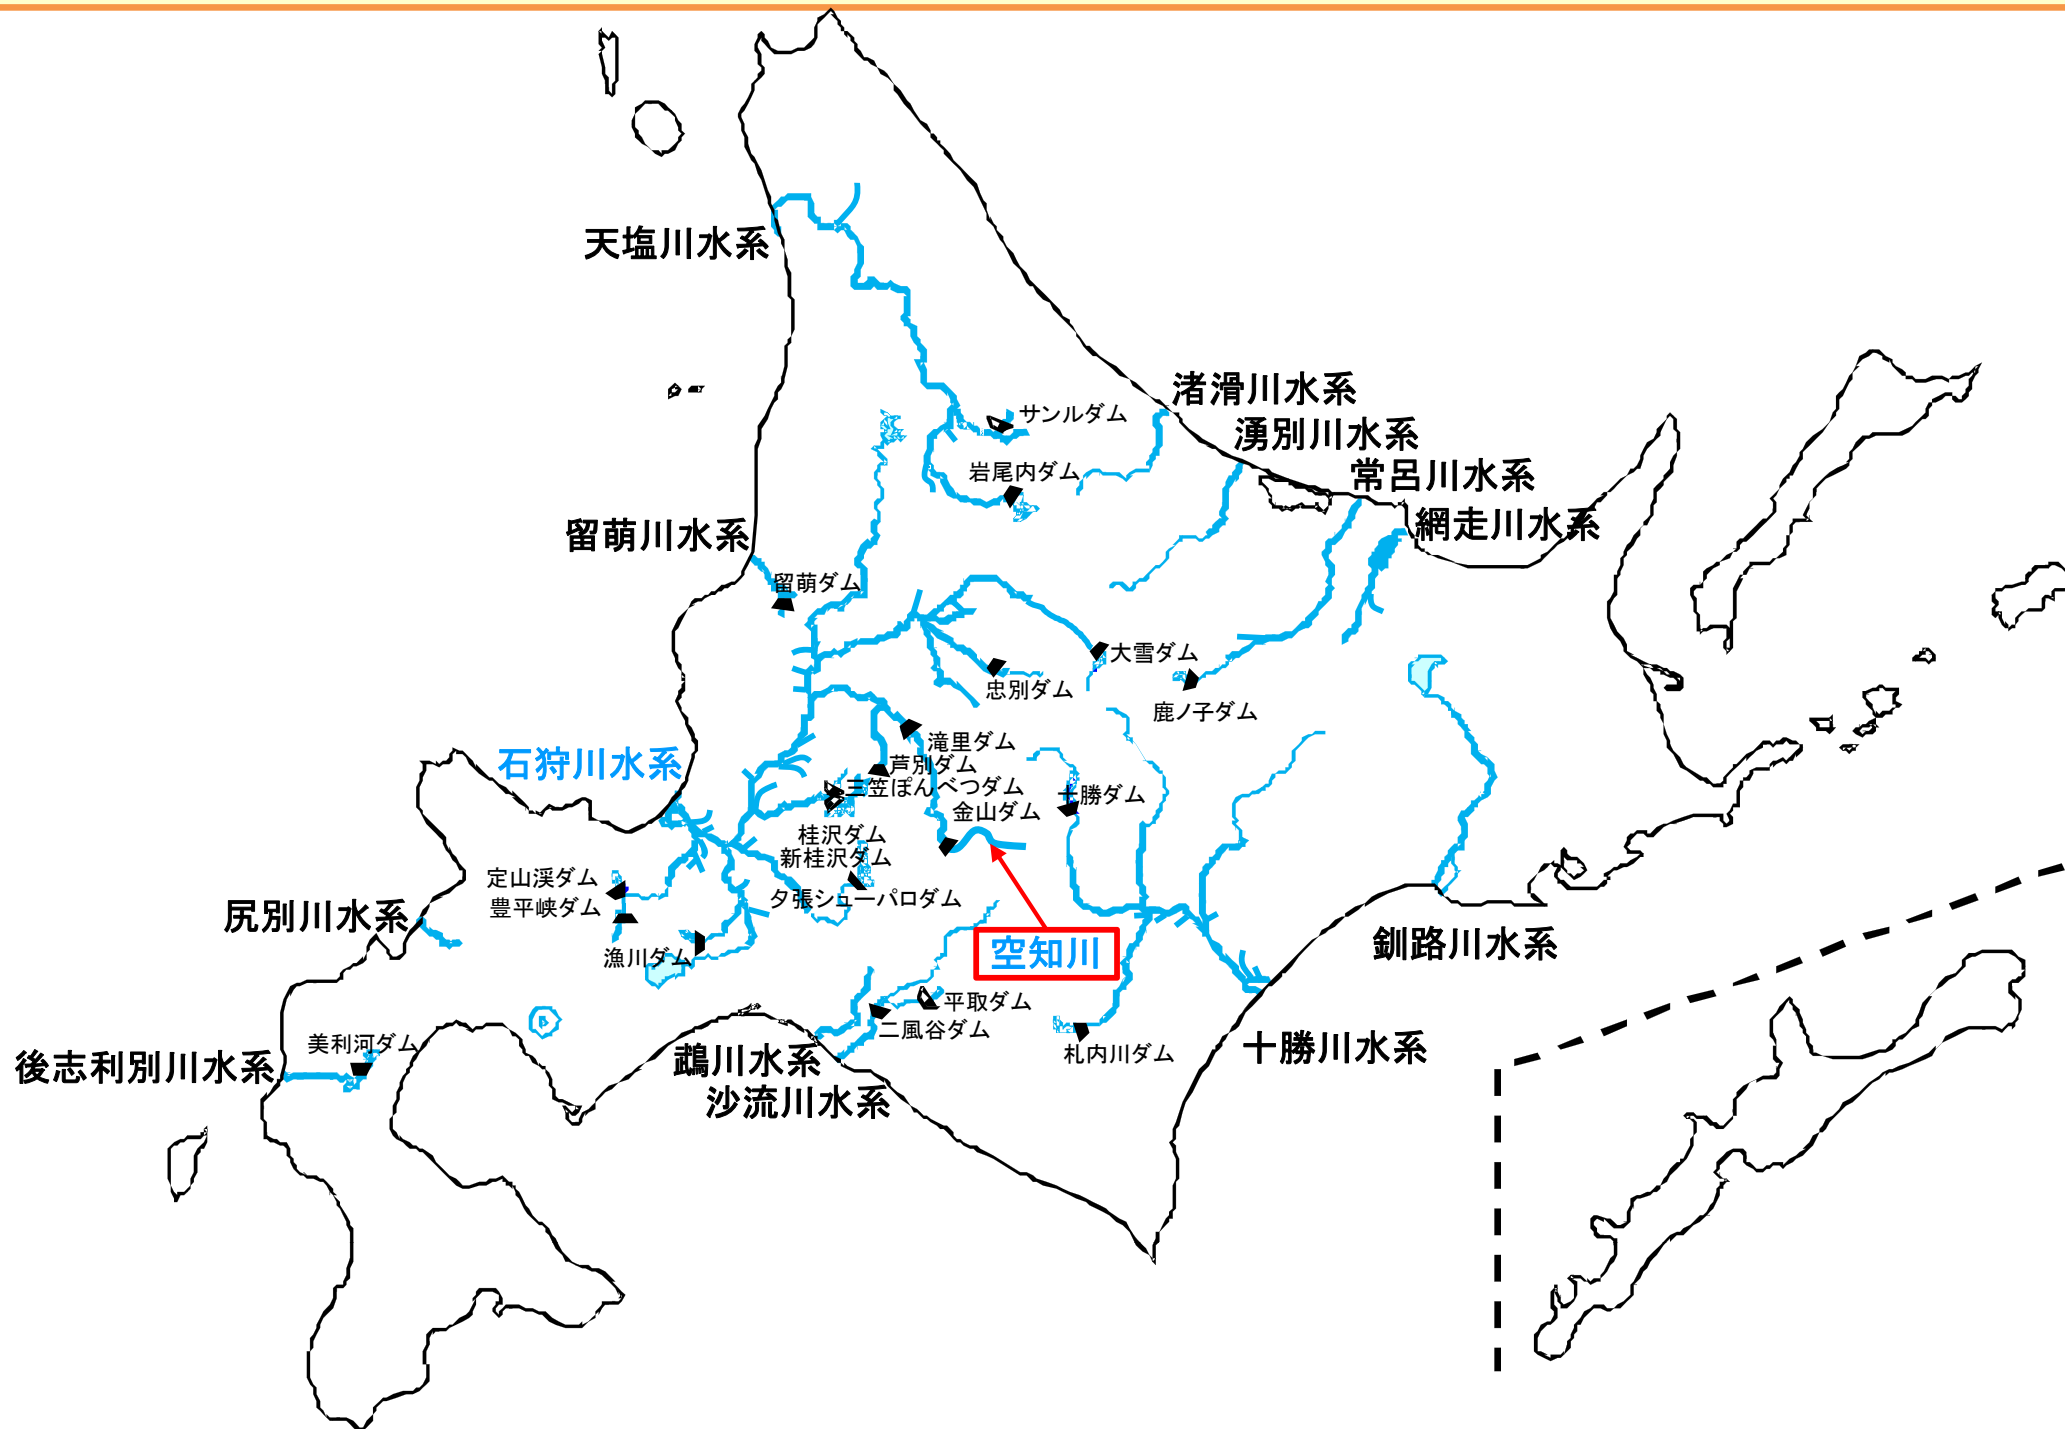 天塩川水系
渚滑川水系
サンルダム
湧別川水系
岩尾内ダム
常呂川水系
網走川水系
留萌川水系
留萌ダム
大雪ダム
忠別ダム
鹿ノ子ダム
滝里ダム
石狩川水系
芦別ダム
三笠ぽんべつダム
十勝ダム
金山ダム
桂沢ダム
新桂沢ダム
定山渓ダム
夕張シューパロダム
豊平峡ダム
尻別川水系
釧路川水系
空知川
漁川ダム
平取ダム
二風谷ダム
美利河ダム
札内川ダム
十勝川水系
鵡川水系
後志利別川水系
沙流川水系